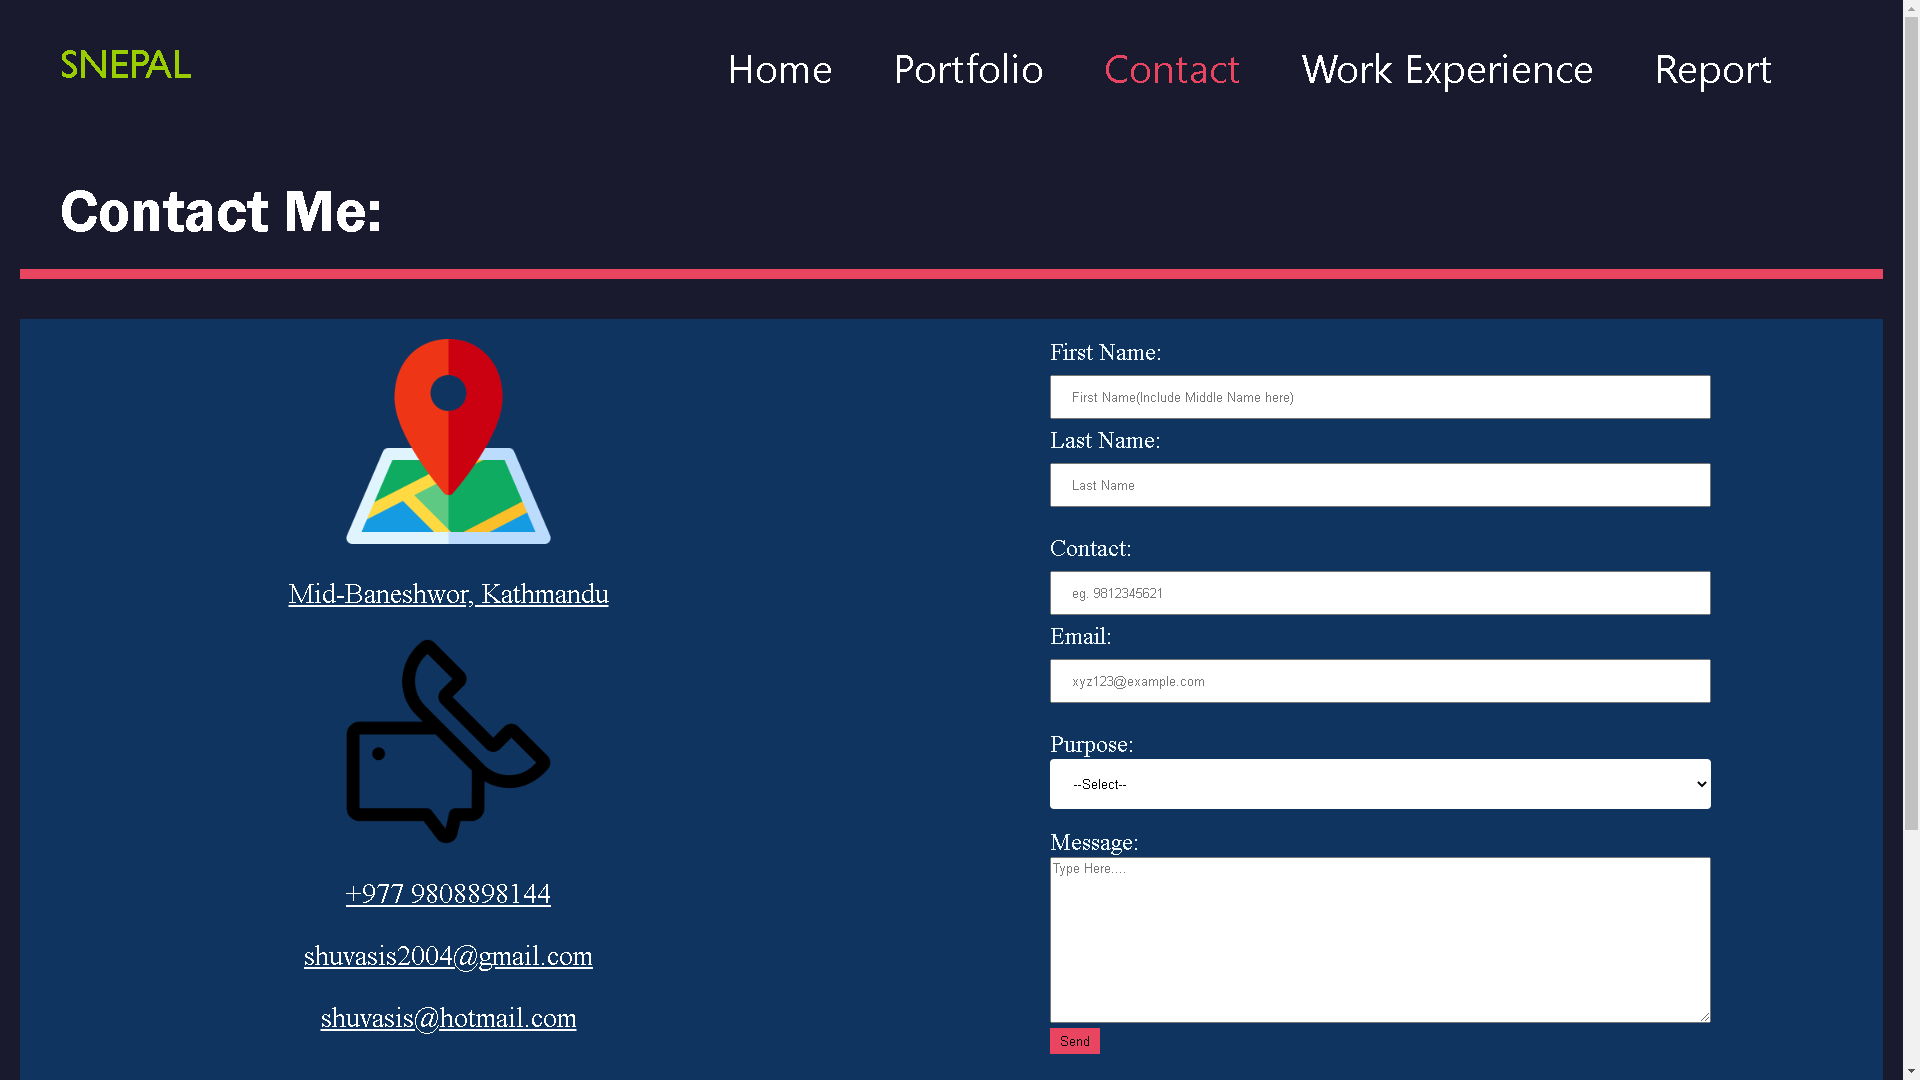 SNEPAL
Home Portfolio Contact Work Experience Report
Contact Me:
Mid-Baneshwor, Kathmandu
+977 9808898144
shuvasis2004@gmail.com
shuvasis@hotmail.com
First Name:
First Name(Include Middle Name here)
Last Name:
Last Name
Contact:
eg. 9812345621
Email:
xyz123@example.com
Purpose:
--Select--
Message:
Type Here....
Send